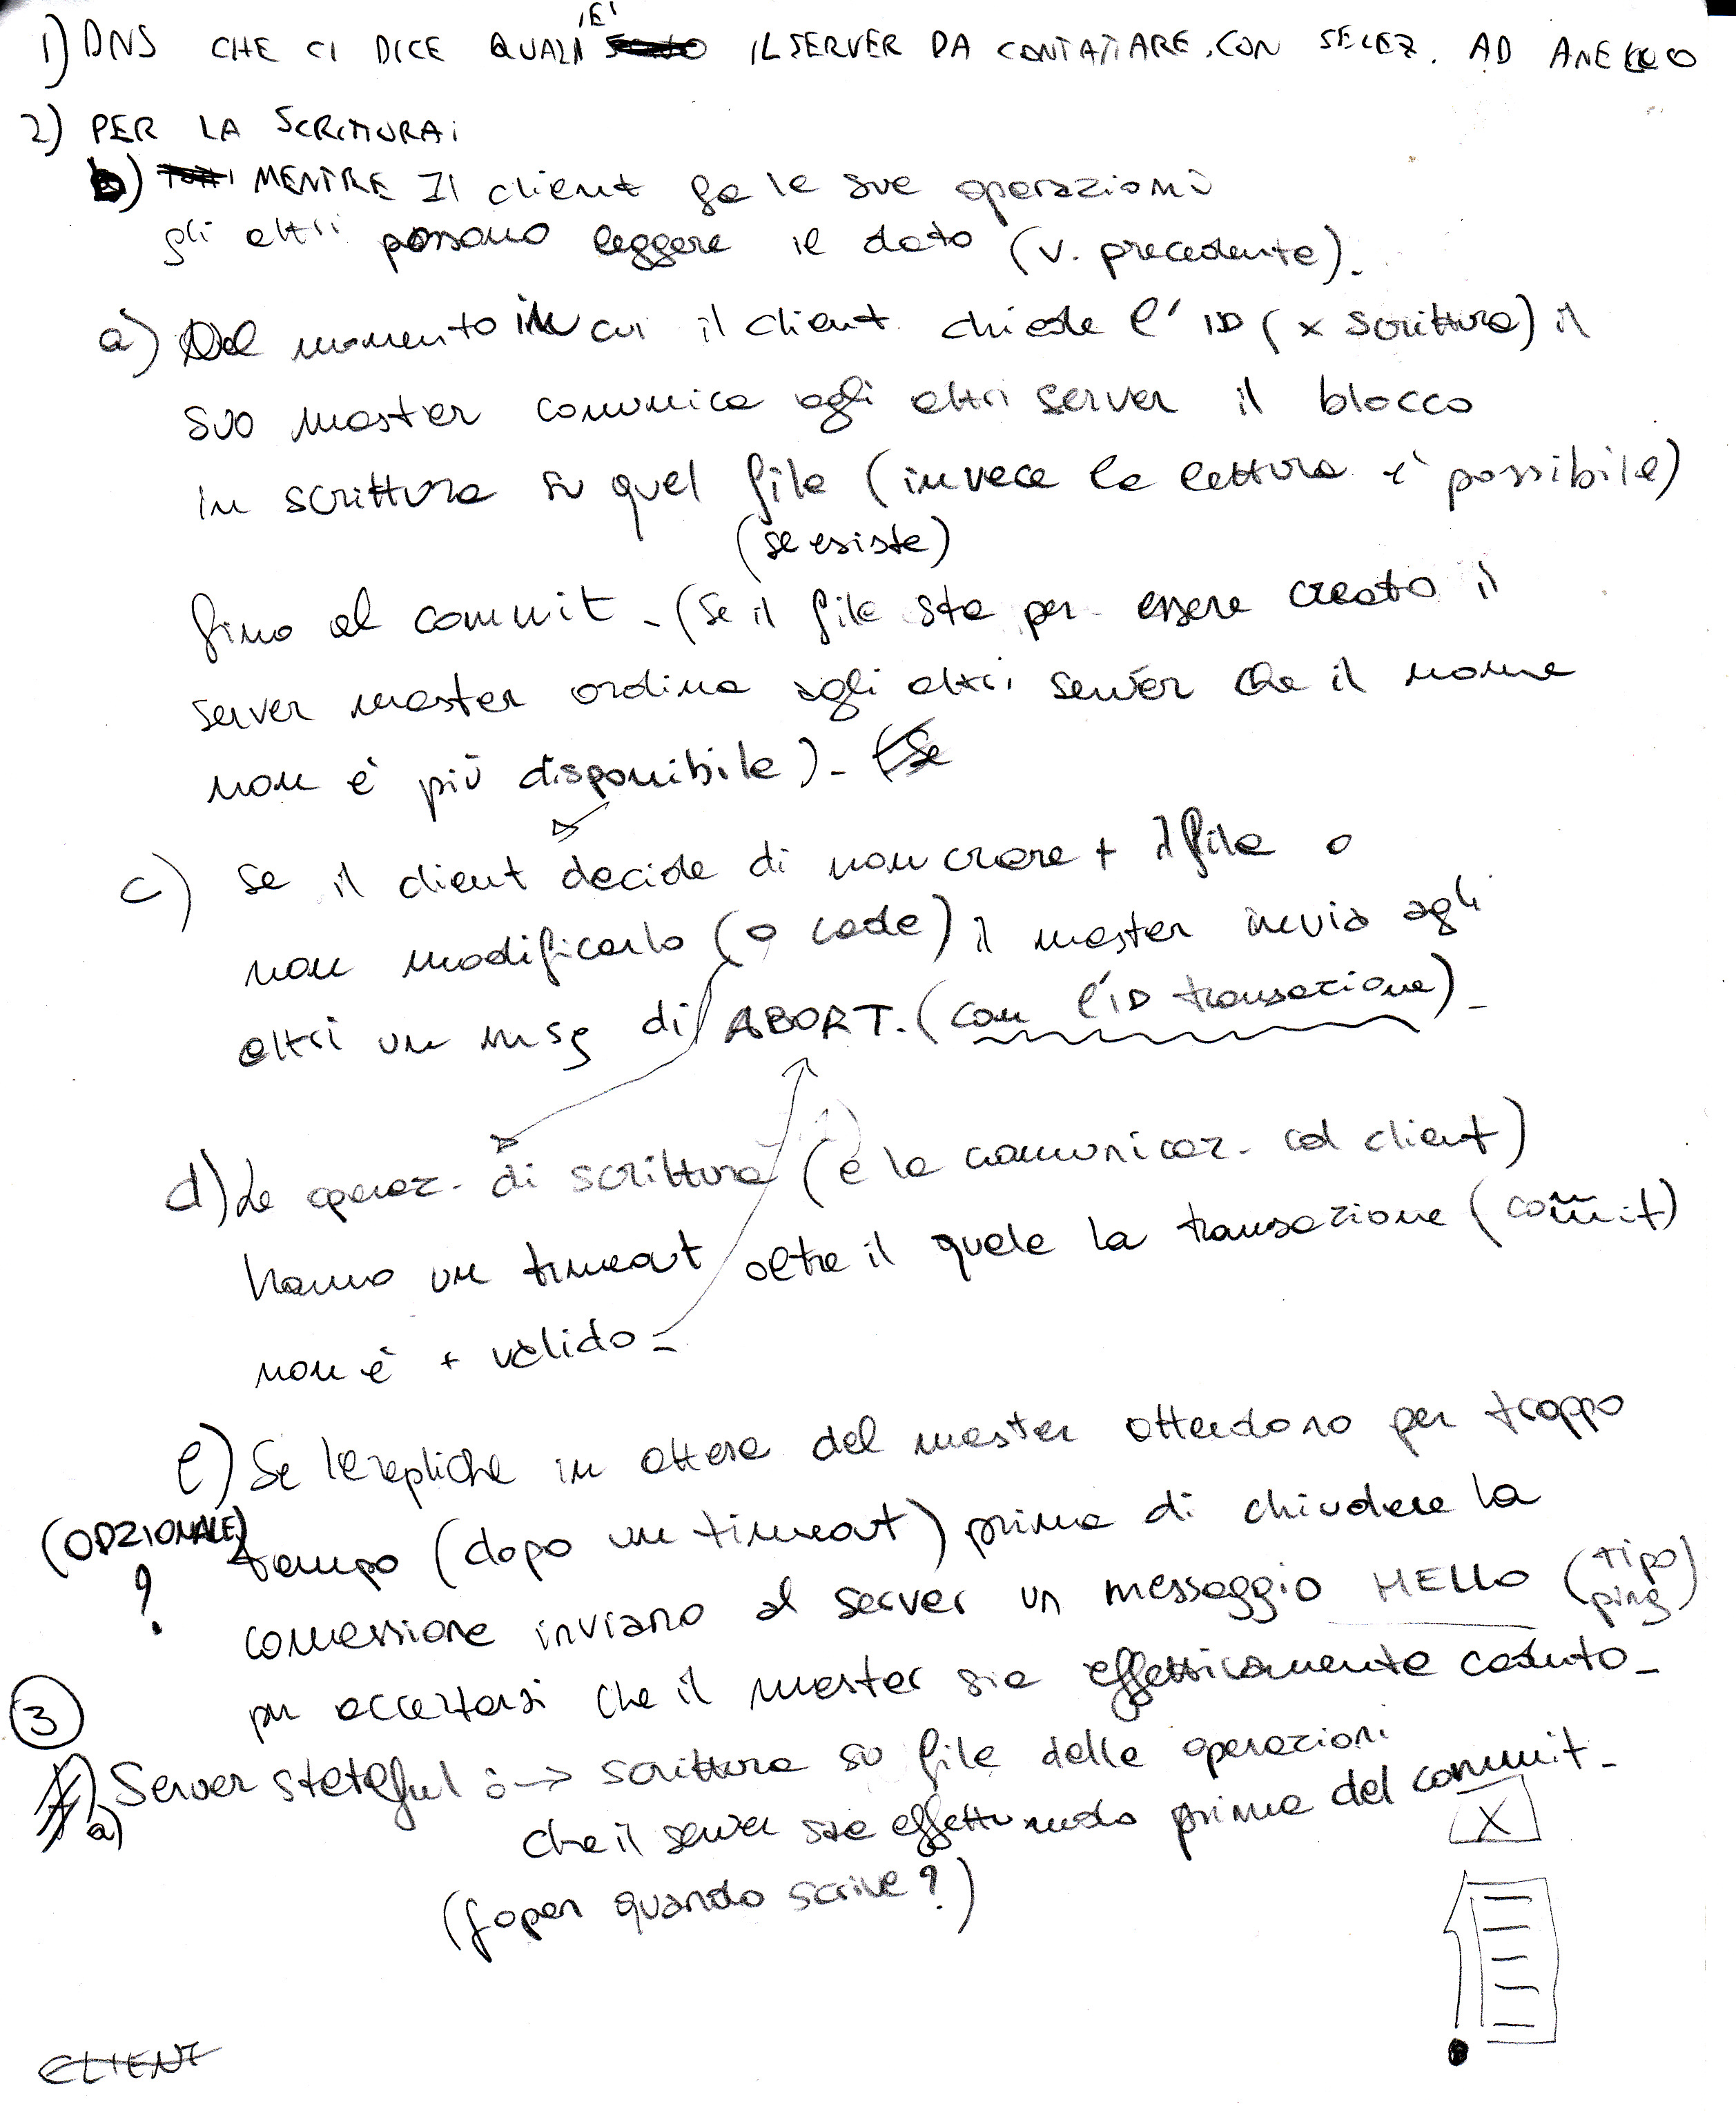 1) DNS CHE CI DICE QUAL'È IL SERVER DA CONTATTARE, CON SELEZ. AD ANELLO
2) PER LA SCRITTURA:
b) MENTRE Il client fa le sue operazioni
gli altri possono leggere il dato (v. precedente).
a) Dal momento in cui il client chiede l'ID (x scrittura) il
suo master comunica agli altri server il blocco
in scrittura su quel file (invece la lettura è possibile)
(se esiste)
fino al commit - (se il file sta per essere creato il
server master ordina agli altri server che il nome
non è più disponibile) - (Se
c) se il client decide di non creare + il file o
non modificarlo (o cade) il master invia agli
altri un msg di ABORT. (con l'ID transazione) -
d) Le operaz. di scrittura (e la comunicaz. col client)
hanno un timeout oltre il quale la transazione (commit)
non è + valido -
e) Se le repliche in attesa del master attendono per troppo
(OPZIONALE) ?
tempo (dopo un timeout) prima di chiudere la
connessione inviano al server un messaggio HELLO (tipo ping)
per accertarsi che il master sia effettivamente caduto -
3
a) Server stateful :-> scrittura su file delle operazioni
che il server sta effettuando prima del commit -
X
(fopen quando scrive?)
CLIENT